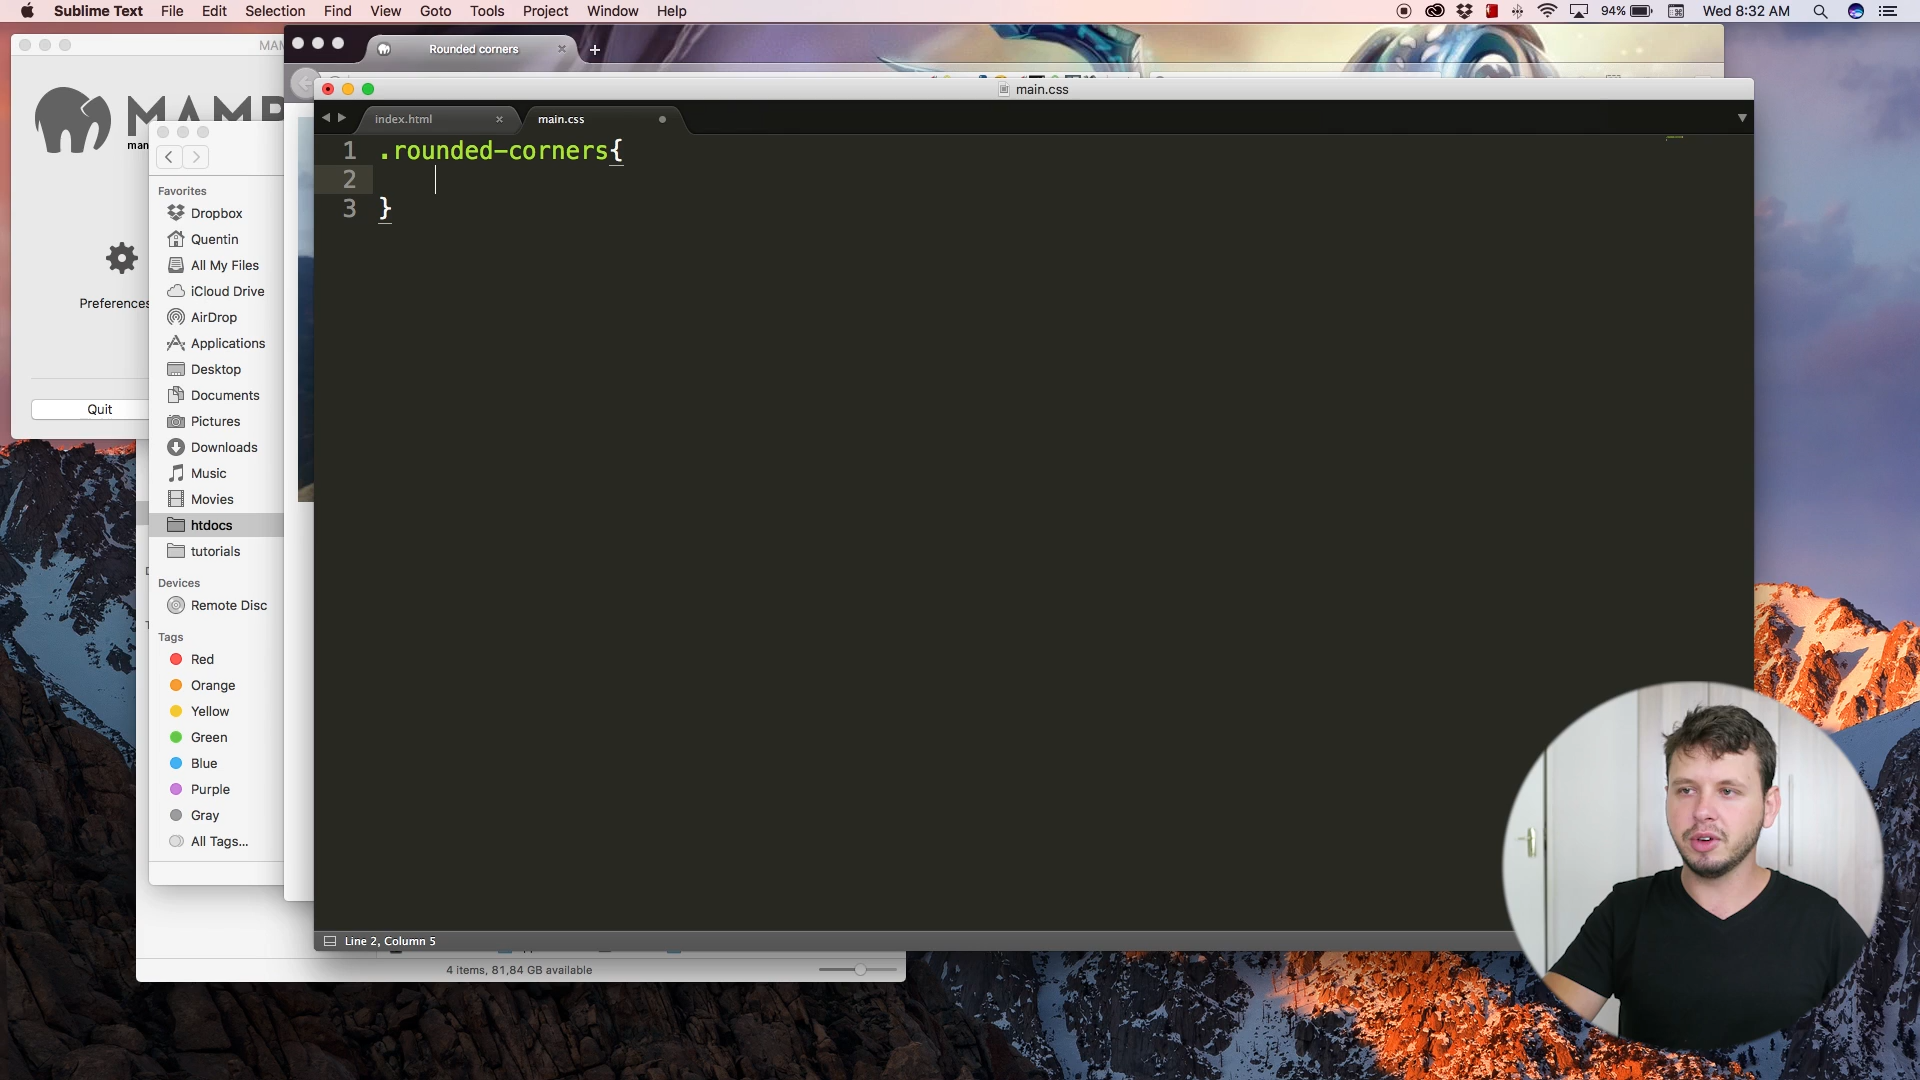 Sublime Text File Edit Selection Find View Goto Tools Project Window Help 94% Wed 8:32 AM
Rounded corners
main.css
index.html
main.css
1 .rounded-corners{
2
3 }
Preferences
Quit
Favorites
Dropbox
Quentin
All My Files
iCloud Drive
AirDrop
Applications
Desktop
Documents
Pictures
Downloads
Music
Movies
htdocs
tutorials
Devices
Remote Disc
Tags
Red
Orange
Yellow
Green
Blue
Purple
Gray
All Tags...
Line 2, Column 5
4 items, 81,84 GB available